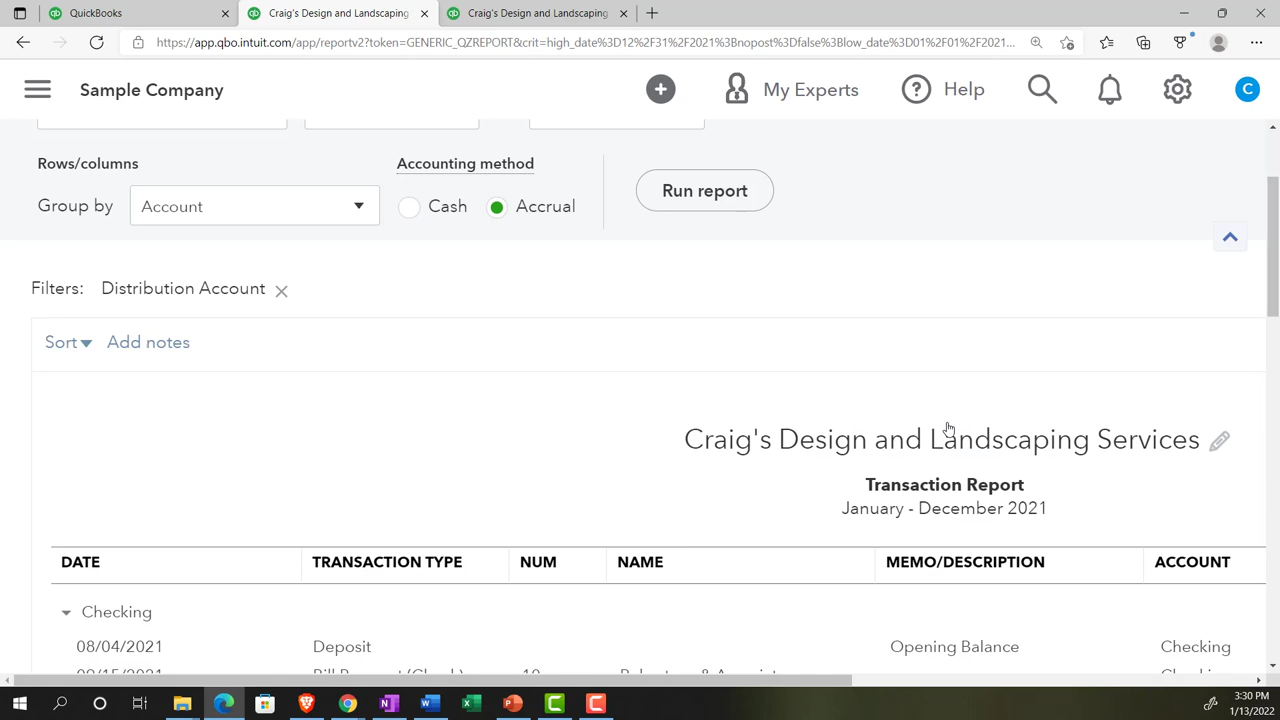 QuickBooks
Craig's Design and Landscaping
Craig's Design and Landscaping
https://app.qbo.intuit.com/app/reportv2?token=GENERIC_QZREPORT&crit=high_date%3D12%2F31%2F2021%3Bnopost%3Dfalse%3Blow_date%3D01%2F01%2F2021...
Sample Company
My Experts
Help
C
Rows/columns
Accounting method
Group by
Account
Cash
Accrual
Run report
Filters: Distribution Account
Sort
Add notes
Craig's Design and Landscaping Services
Transaction Report
January - December 2021
DATE TRANSACTION TYPE NUM NAME MEMO/DESCRIPTION ACCOUNT
Checking
08/04/2021 Deposit Opening Balance Checking
3:30 PM
1/13/2022